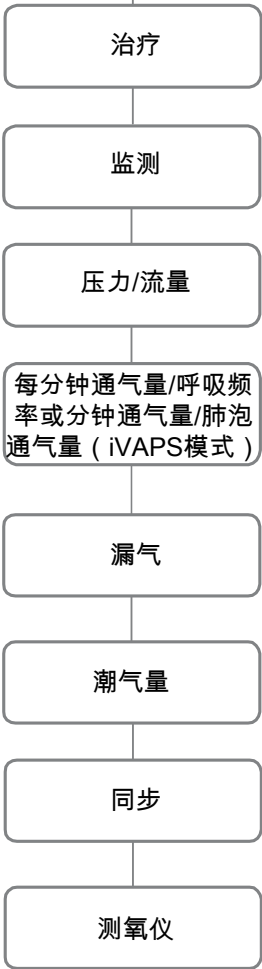 治疗
监测
压力/流量
每分钟通气量/呼吸频
率或分钟通气量/肺泡
通气量（iVAPS模式）
漏气
潮气量
同步
测氧仪